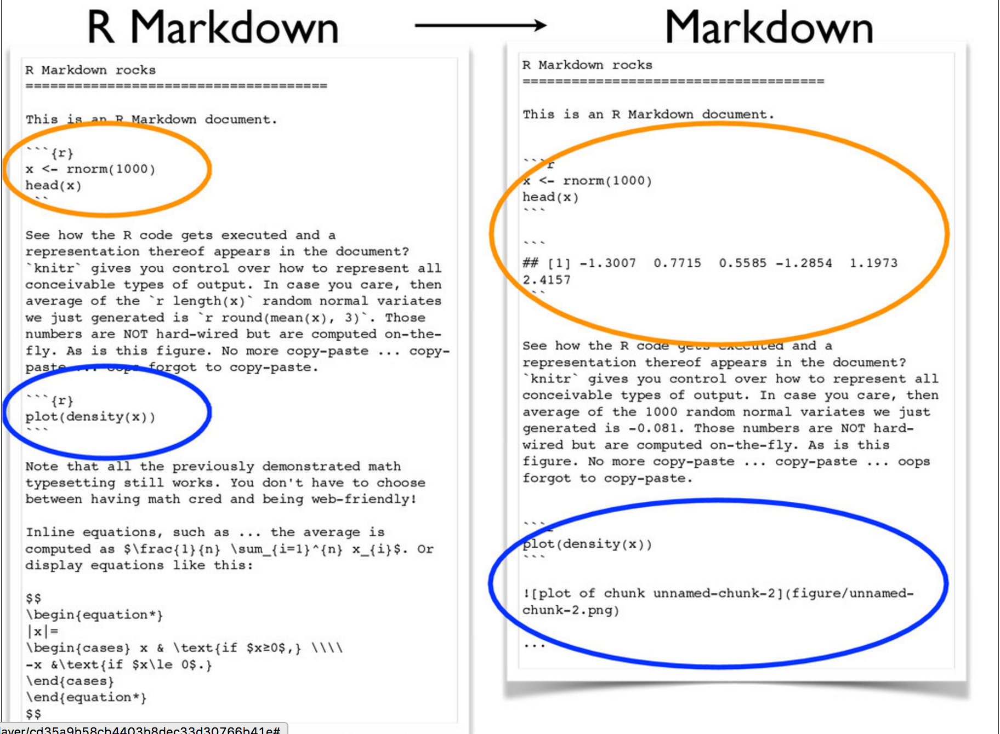 R Markdown
R Markdown rocks
=====================================
This is an R Markdown document.
```{r}
x <- rnorm(1000)
head(x)
```
See how the R code gets executed and a
representation thereof appears in the document?
`knitr` gives you control over how to represent all
conceivable types of output. In case you care, then
average of the `r length(x)` random normal variates
we just generated is `r round(mean(x), 3)`. Those
numbers are NOT hard-wired but are computed on-the-
fly. As is this figure. No more copy-paste ... copy-
paste ... oops forgot to copy-paste.
```{r}
plot(density(x))
```
Note that all the previously demonstrated math
typesetting still works. You don't have to choose
between having math cred and being web-friendly!
Inline equations, such as ... the average is
computed as $\frac{1}{n} \sum_{i=1}^{n} x_{i}$. Or
display equations like this:
$$
\begin{equation*}
|x|=
\begin{cases} x & \text{if $x≥0$,} \\\\
-x &\text{if $x\le 0$.}
\end{cases}
\end{equation*}
$$
Markdown
R Markdown rocks
=====================================
This is an R Markdown document.
```r
x <- rnorm(1000)
head(x)
```
```
## [1] -1.3007  0.7715  0.5585 -1.2854  1.1973
2.4157
```
See how the R code gets executed and a
representation thereof appears in the document?
`knitr` gives you control over how to represent all
conceivable types of output. In case you care, then
average of the 1000 random normal variates we just
generated is -0.081. Those numbers are NOT hard-
wired but are computed on-the-fly. As is this
figure. No more copy-paste ... copy-paste ... oops
forgot to copy-paste.
```r
plot(density(x))
```
![plot of chunk unnamed-chunk-2](figure/unnamed-
chunk-2.png)
...
layer/cd35a9b58cb4403b8dec33d30766b41e#